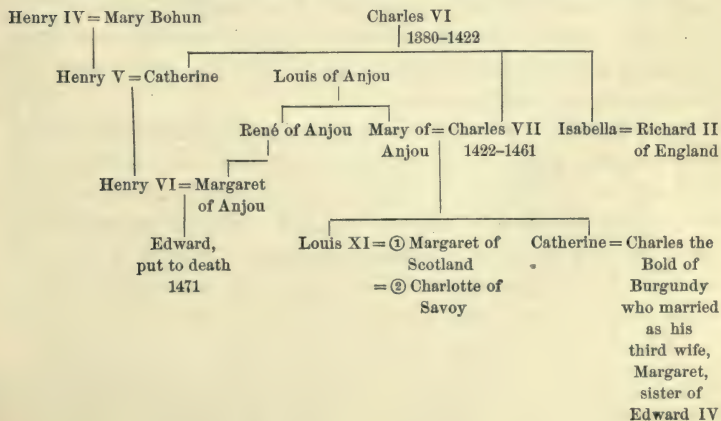 Henry IV=Mary Bohun Charles VI
1380–1422
Henry V=Catherine Louis of Anjou
René of Anjou Mary of= Charles VII Isabella= Richard II
Anjou 1422–1461 of England
Henry VI= Margaret
of Anjou
Edward, Louis XI=① Margaret of Catherine= Charles the
put to death Scotland Bold of
1471 =② Charlotte of Burgundy
Savoy who married
as his
third wife,
Margaret,
sister of
Edward IV